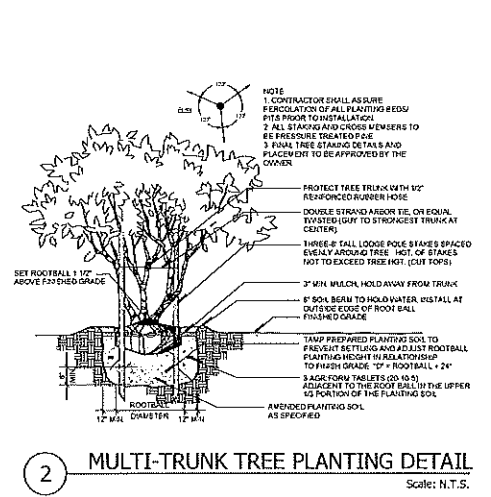 NOTE
1. CONTRACTOR SHALL ASSURE
PERCOLATION OF ALL PLANTING BEDS/
PITS PRIOR TO INSTALLATION
2. ALL STAKING AND CROSS MEMBERS TO
BE PRESSURE TREATED PINE
3. FINAL TREE STAKING DETAILS AND
PLACEMENT TO BE APPROVED BY THE
OWNER
PROTECT TREE TRUNK WITH 1/2"
REINFORCED RUBBER HOSE
DOUBLE STRAND ARBOR TIE, OR EQUAL
TWISTED (GUY TO STRONGEST TRUNK AT
CENTER)
THREE-8' TALL LODGE POLE STAKES SPACED
EVENLY AROUND TREE. HGT. OF STAKES
NOT TO EXCEED TREE HGT. (CUT TOPS)
SET ROOTBALL 1 1/2"
ABOVE FINISHED GRADE
3" MIN. MULCH, HOLD AWAY FROM TRUNK
6" SOIL BERM TO HOLD WATER, INSTALL AT
OUTSIDE EDGE OF ROOT BALL
FINISHED GRADE
TAMP PREPARED PLANTING SOIL TO
PREVENT SETTLING AND ADJUST ROOTBALL
PLANTING HEIGHT IN RELATIONSHIP
TO FINISH GRADE "D" = ROOTBALL + 24"
3 AGRIFORM TABLETS (20-10-5)
ADJACENT TO THE ROOT BALL IN THE UPPER
1/3 PORTION OF THE PLANTING SOIL
AMENDED PLANTING SOIL
AS SPECIFIED
ROOTBALL
12" MIN. DIAMETER 12" MIN.
2
MULTI-TRUNK TREE PLANTING DETAIL
Scale: N.T.S.